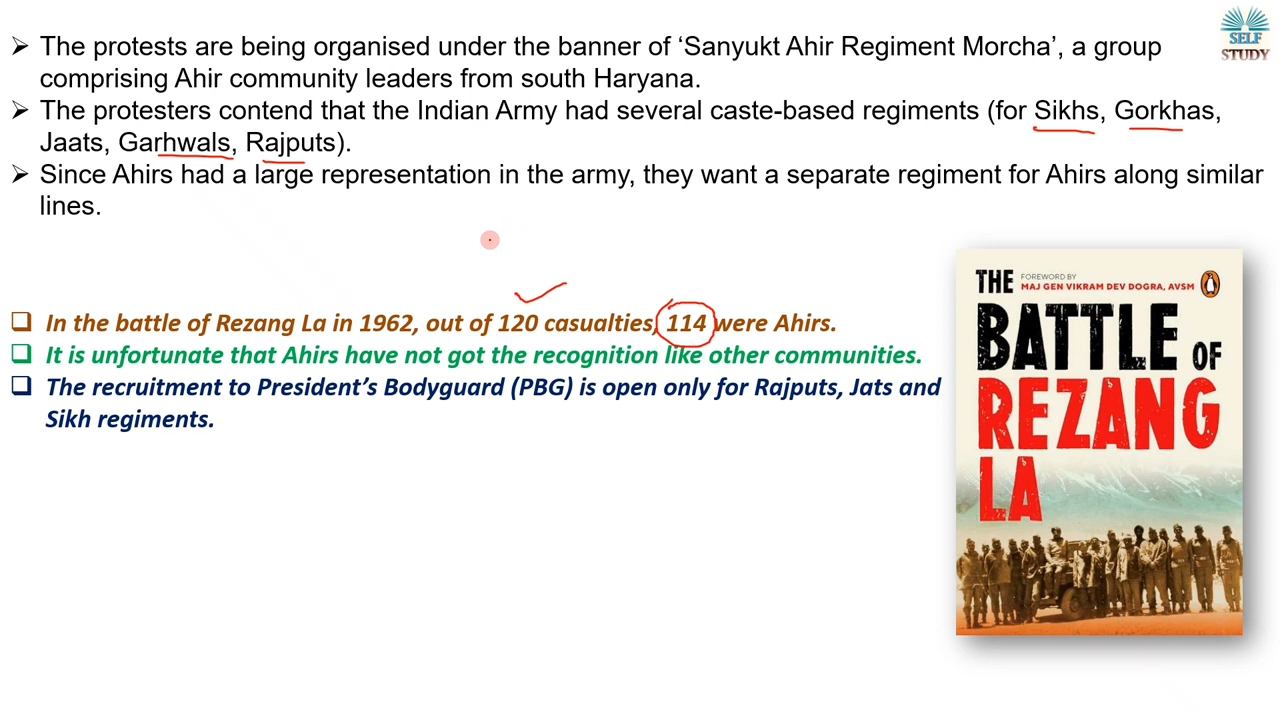 SELF
STUDY
➢ The protests are being organised under the banner of ‘Sanyukt Ahir Regiment Morcha’, a group
comprising Ahir community leaders from south Haryana.
➢ The protesters contend that the Indian Army had several caste-based regiments (for Sikhs, Gorkhas,
Jaats, Garhwals, Rajputs).
➢ Since Ahirs had a large representation in the army, they want a separate regiment for Ahirs along similar
lines.
❑ In the battle of Rezang La in 1962, out of 120 casualties, 114 were Ahirs.
❑ It is unfortunate that Ahirs have not got the recognition like other communities.
❑ The recruitment to President’s Bodyguard (PBG) is open only for Rajputs, Jats and
Sikh regiments.
FOREWORD BY
MAJ GEN VIKRAM DEV DOGRA, AVSM
THE
BATTLE OF
REZANG
LA